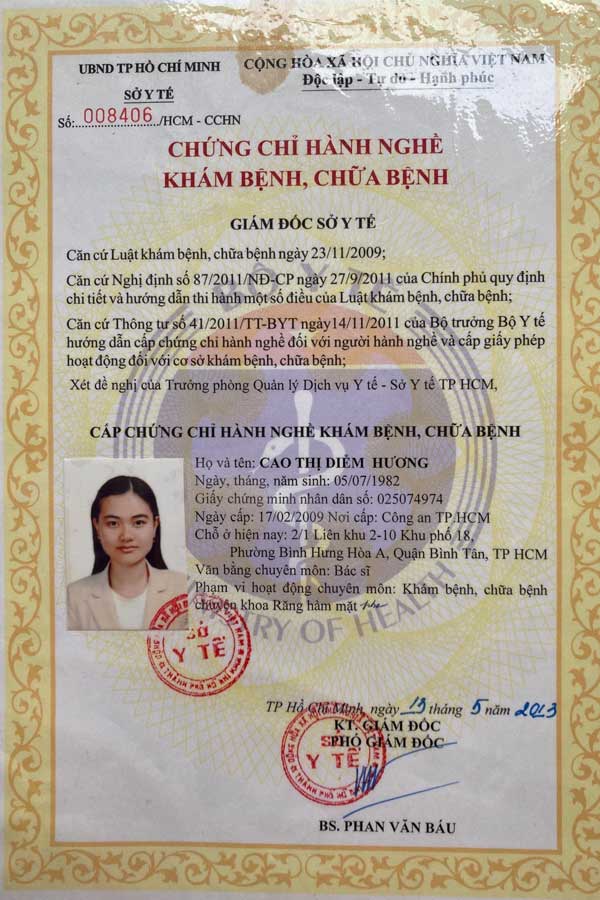 UBND TP HỒ CHÍ MINH
SỞ Y TẾ
Số: 008406 /HCM - CCHN
CỘNG HÒA XÃ HỘI CHỦ NGHĨA VIỆT NAM
Độc lập - Tự do - Hạnh phúc
CHỨNG CHỈ HÀNH NGHỀ
KHÁM BỆNH, CHỮA BỆNH
GIÁM ĐỐC SỞ Y TẾ
Căn cứ Luật khám bệnh, chữa bệnh ngày 23/11/2009;
Căn cứ Nghị định số 87/2011/NĐ-CP ngày 27/9/2011 của Chính phủ quy định
chi tiết và hướng dẫn thi hành một số điều của Luật khám bệnh, chữa bệnh;
Căn cứ Thông tư số 41/2011/TT-BYT ngày14/11/2011 của Bộ trưởng Bộ Y tế
hướng dẫn cấp chứng chỉ hành nghề đối với người hành nghề và cấp giấy phép
hoạt động đối với cơ sở khám bệnh, chữa bệnh;
Xét đề nghị của Trưởng phòng Quản lý Dịch vụ Y tế - Sở Y tế TP HCM,
CẤP CHỨNG CHỈ HÀNH NGHỀ KHÁM BỆNH, CHỮA BỆNH
Họ và tên: CAO THỊ DIỄM HƯƠNG
Ngày, tháng, năm sinh: 05/07/1982
Giấy chứng minh nhân dân số: 025074974
Ngày cấp: 17/02/2009 Nơi cấp: Công an TP.HCM
Chỗ ở hiện nay: 2/1 Liên khu 2-10 Khu phố 18,
Phường Bình Hưng Hòa A, Quận Bình Tân, TP HCM
Văn bằng chuyên môn: Bác sĩ
Phạm vi hoạt động chuyên môn: Khám bệnh, chữa bệnh
chuyên khoa Răng hàm mặt
BỘ Y TẾ
MINISTRY OF HEALTH
SỞ
Y TẾ
TP Hồ Chí Minh, ngày 13 tháng 5 năm 2013
KT. GIÁM ĐỐC
PHÓ GIÁM ĐỐC
SỞ
Y TẾ
BS. PHAN VĂN BÁU